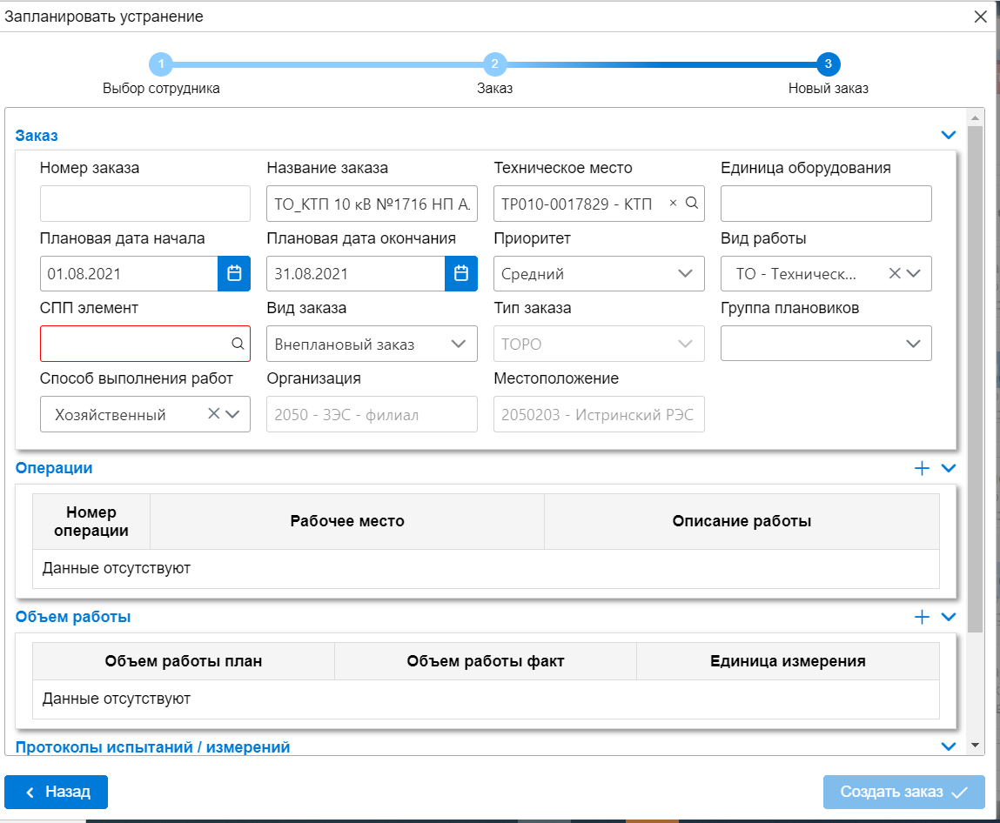 Запланировать устранение
1
2
3
Выбор сотрудника
Заказ
Новый заказ
Заказ
Номер заказа
Название заказа
Техническое место
Единица оборудования
ТО_КТП 10 кВ №1716 НП А.
TP010-0017829 - КТП
Плановая дата начала
Плановая дата окончания
Приоритет
Вид работы
01.08.2021
31.08.2021
Средний
ТО - Техническ...
СПП элемент
Вид заказа
Тип заказа
Группа плановиков
Внеплановый заказ
ТОРО
Способ выполнения работ
Организация
Местоположение
Хозяйственный
2050 - ЗЭС - филиал
2050203 - Истринский РЭС
Операции
Номер операции
Рабочее место
Описание работы
Данные отсутствуют
Объем работы
Объем работы план
Объем работы факт
Единица измерения
Данные отсутствуют
Протоколы испытаний / измерений
Назад
Создать заказ